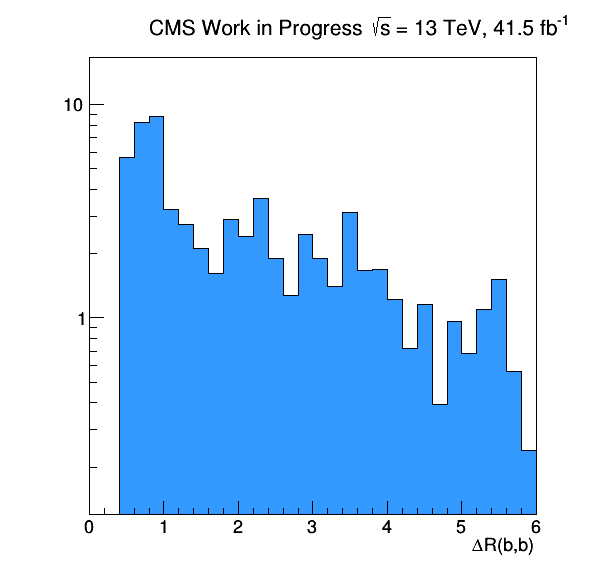 CMS Work in Progress √s = 13 TeV, 41.5 fb⁻¹
10
1
0 1 2 3 4 5 6
ΔR(b,b)